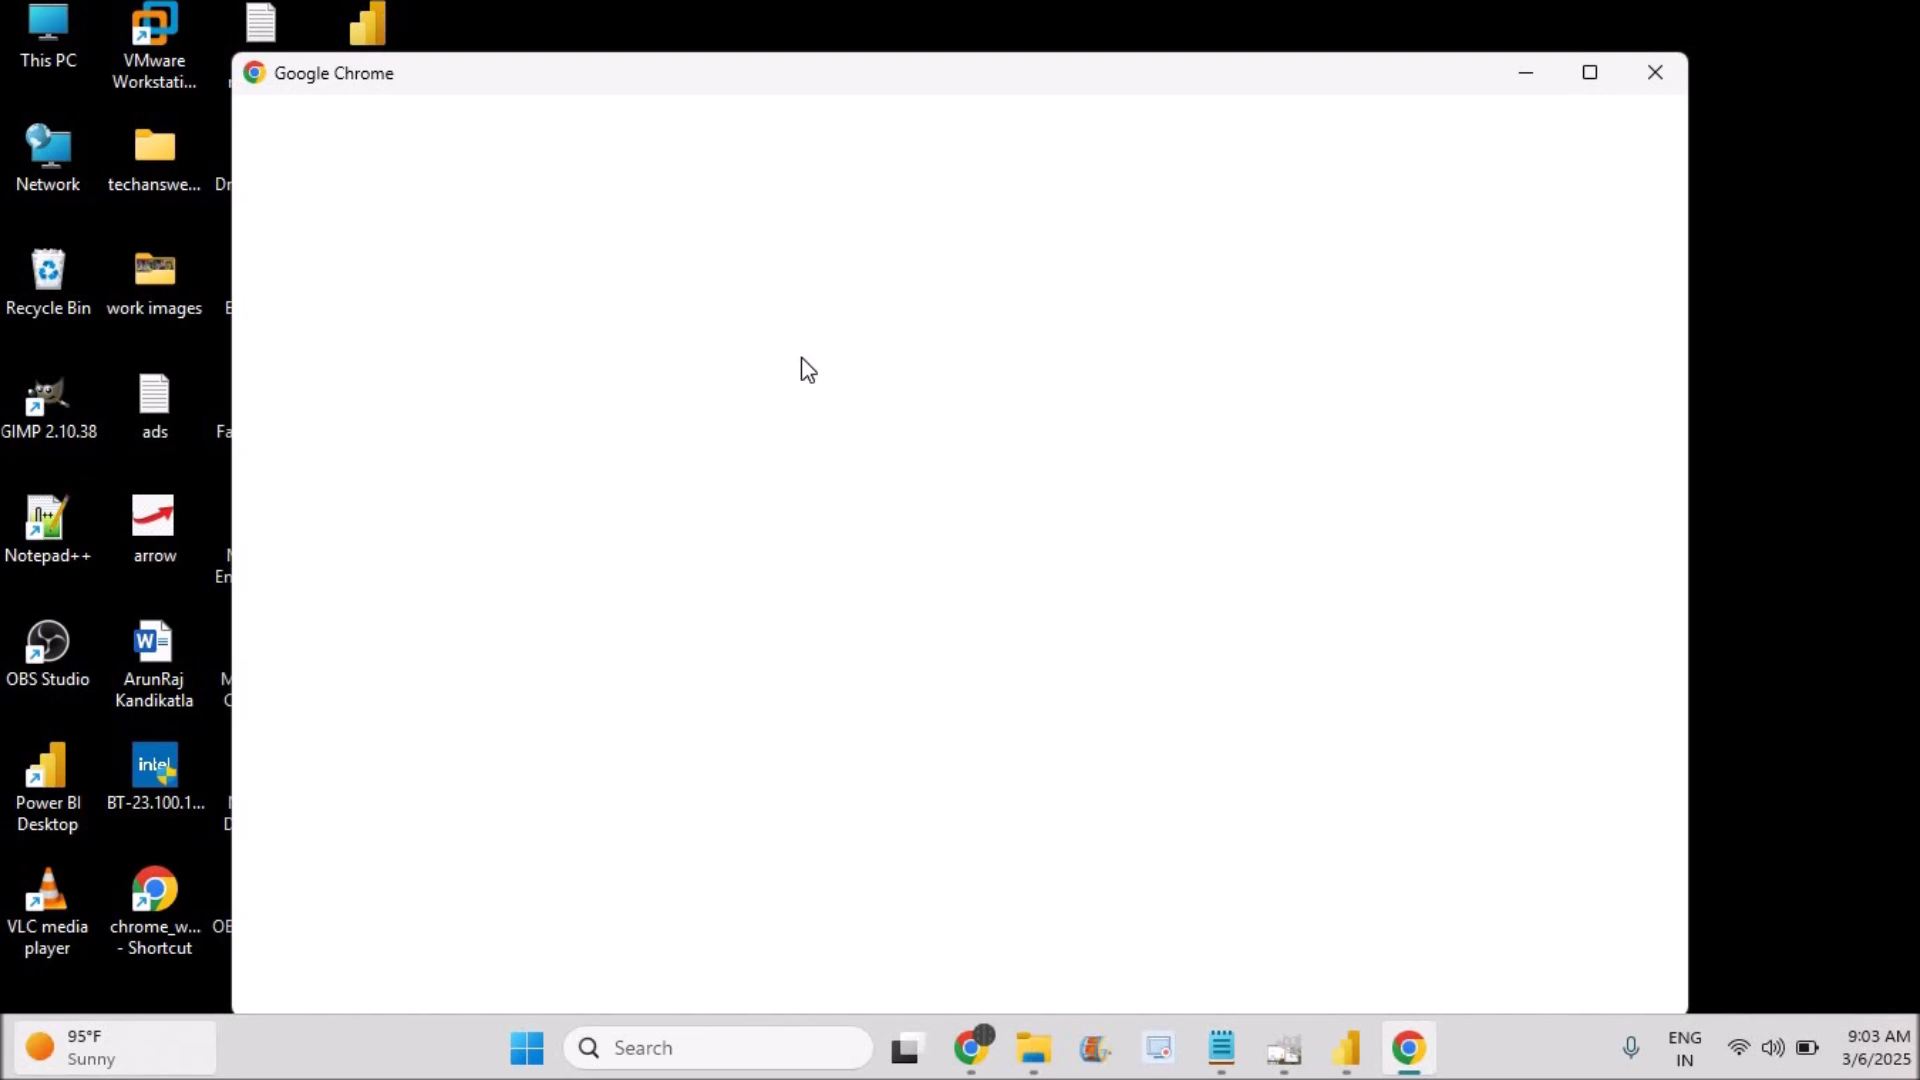 This PC
VMware
Workstati...
Google Chrome
Network
techanswe...
Recycle Bin
work images
GIMP 2.10.38
ads
Notepad++
arrow
OBS Studio
ArunRaj
Kandikatla
intel
Power BI
Desktop
BT-23.100.1...
VLC media
player
chrome_w...
- Shortcut
95°F
Sunny
Search
ENG
IN
9:03 AM
3/6/2025